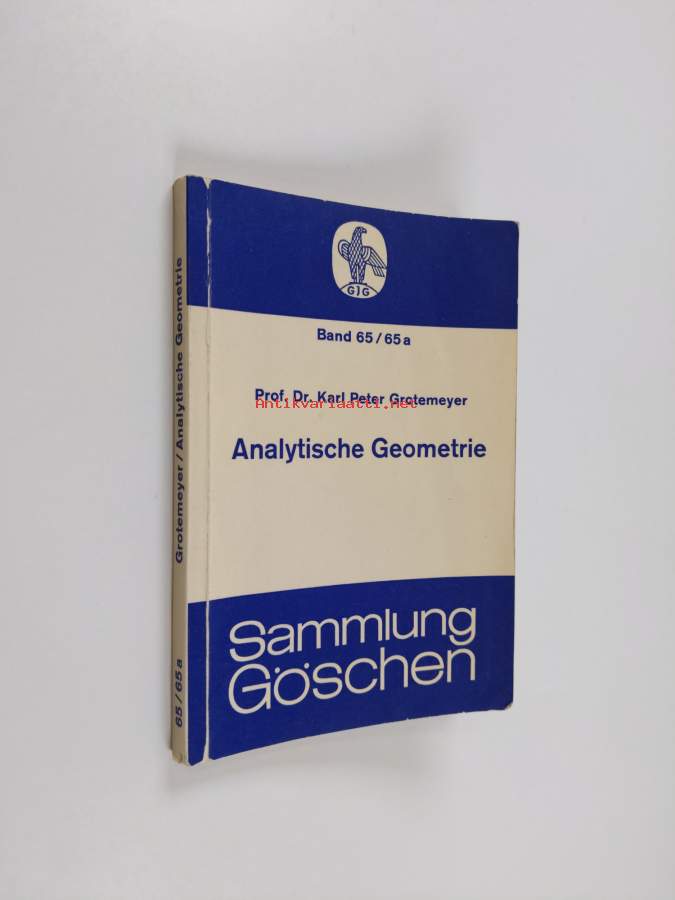 GJG
Band 65/65a
Prof. Dr. Karl Peter Grotemeyer
Antikvariaatti.net
Analytische Geometrie
Sammlung
Göschen
Grotemeyer/Analytische Geometrie
65/65a